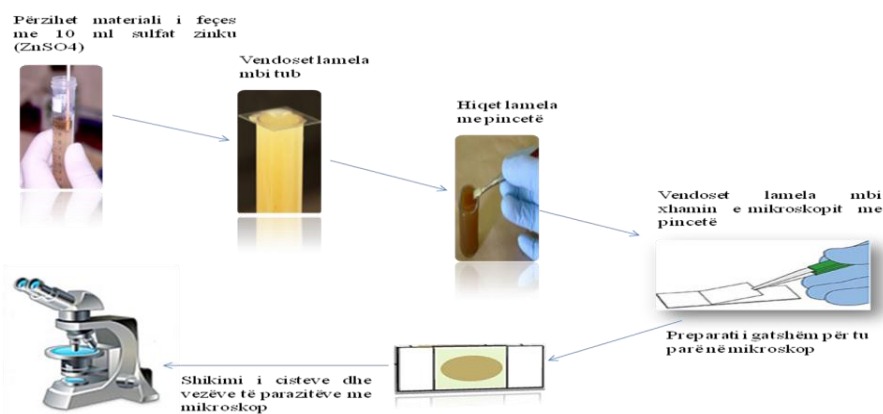 Përzihet materiali i feçes
me 10 ml sulfat zinku
(ZnSO4)
Vendoset lamela
mbi tub
Hiqet lamela
me pincetë
Vendoset lamela mbi
xhamin e mikroskopit me
pincetë
Preparati i gatshëm për tu
parë në mikroskop
Shikimi i cisteve dhe
vezëve të parazitëve me
mikroskop